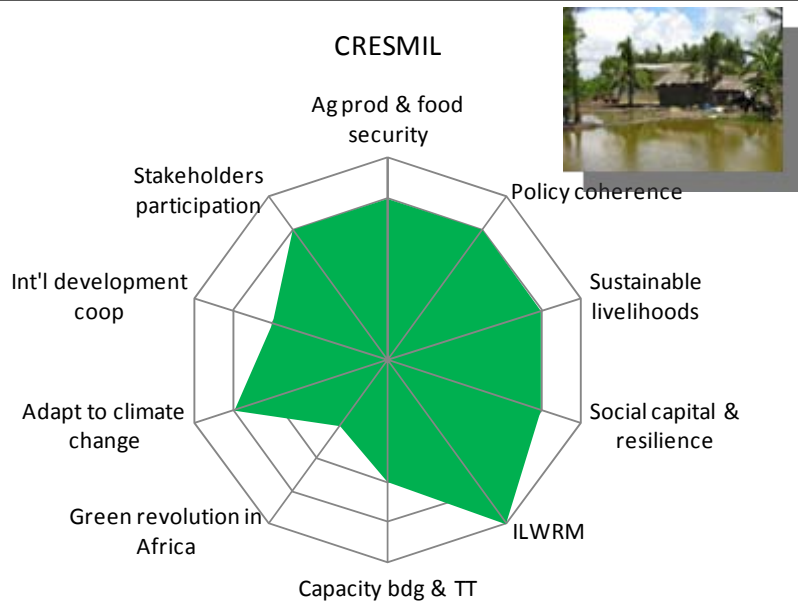 CRESMIL
Ag prod & food
security
Policy coherence
Sustainable
livelihoods
Social capital &
resilience
ILWRM
Capacity bdg & TT
Green revolution in
Africa
Adapt to climate
change
Int'l development
coop
Stakeholders
participation